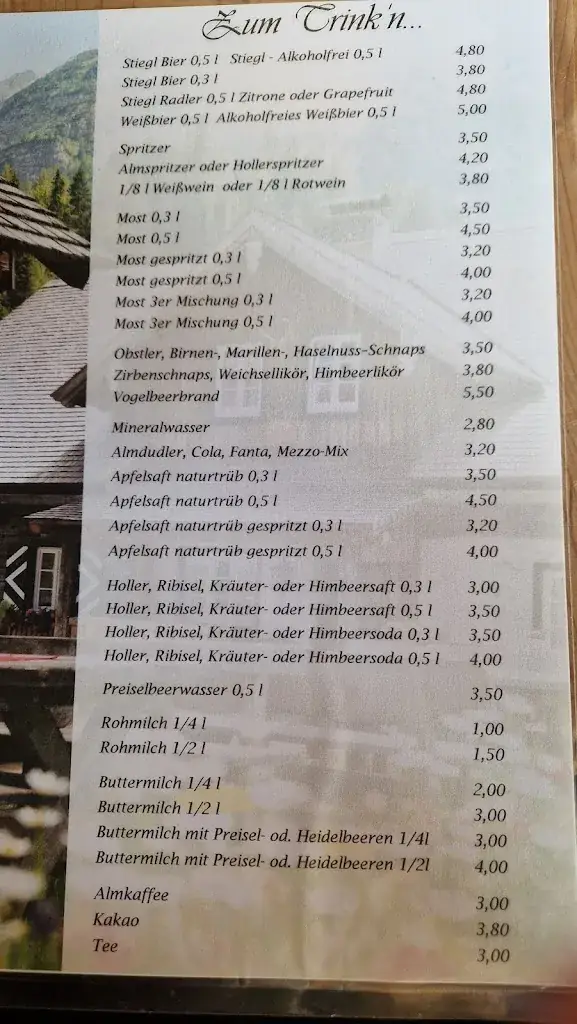 Zum Trink'n...
Stiegl Bier 0,5 l Stiegl - Alkoholfrei 0,5 l 4,80
Stiegl Bier 0,3 l 3,80
Stiegl Radler 0,5 l Zitrone oder Grapefruit 4,80
Weißbier 0,5 l Alkoholfreies Weißbier 0,5 l 5,00
Spritzer 3,50
Almspritzer oder Hollerspritzer 4,20
1/8 l Weißwein oder 1/8 l Rotwein 3,80
Most 0,3 l 3,50
Most 0,5 l 4,50
Most gespritzt 0,3 l 3,20
Most gespritzt 0,5 l 4,00
Most 3er Mischung 0,3 l 3,20
Most 3er Mischung 0,5 l 4,00
Obstler, Birnen-, Marillen-, Haselnuss-Schnaps 3,50
Zirbenschnaps, Weichsellikör, Himbeerlikör 3,80
Vogelbeerbrand 5,50
Mineralwasser 2,80
Almdudler, Cola, Fanta, Mezzo-Mix 3,20
Apfelsaft naturtrüb 0,3 l 3,50
Apfelsaft naturtrüb 0,5 l 4,50
Apfelsaft naturtrüb gespritzt 0,3 l 3,20
Apfelsaft naturtrüb gespritzt 0,5 l 4,00
Holler, Ribisel, Kräuter- oder Himbeersaft 0,3 l 3,00
Holler, Ribisel, Kräuter- oder Himbeersaft 0,5 l 3,50
Holler, Ribisel, Kräuter- oder Himbeersoda 0,3 l 3,50
Holler, Ribisel, Kräuter- oder Himbeersoda 0,5 l 4,00
Preiselbeerwasser 0,5 l 3,50
Rohmilch 1/4 l 1,00
Rohmilch 1/2 l 1,50
Buttermilch 1/4 l 2,00
Buttermilch 1/2 l 3,00
Buttermilch mit Preisel- od. Heidelbeeren 1/4l 3,00
Buttermilch mit Preisel- od. Heidelbeeren 1/2l 4,00
Almkaffee 3,00
Kakao 3,80
Tee 3,00